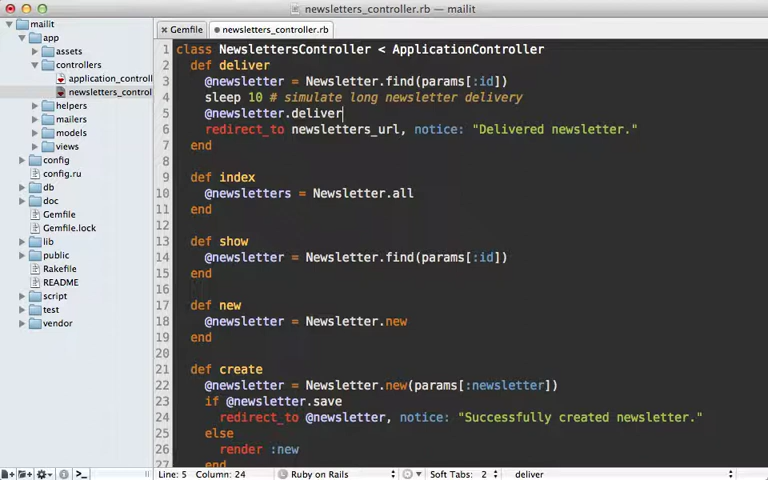 newsletters_controller.rb — mailit
mailit
app
assets
controllers
application_controll
newsletters_control
helpers
mailers
models
views
config
config.ru
db
doc
Gemfile
Gemfile.lock
lib
public
Rakefile
README
script
test
vendor
Gemfile
newsletters_controller.rb
1 class NewslettersController < ApplicationController
2 def deliver
3 @newsletter = Newsletter.find(params[:id])
4 sleep 10 # simulate long newsletter delivery
5 @newsletter.deliver
6 redirect_to newsletters_url, notice: "Delivered newsletter."
7 end
8
9 def index
10 @newsletters = Newsletter.all
11 end
12
13 def show
14 @newsletter = Newsletter.find(params[:id])
15 end
16
17 def new
18 @newsletter = Newsletter.new
19 end
20
21 def create
22 @newsletter = Newsletter.new(params[:newsletter])
23 if @newsletter.save
24 redirect_to @newsletter, notice: "Successfully created newsletter."
25 else
26 render :new
27 end
Line: 5 Column: 24 Ruby on Rails Soft Tabs: 2 deliver